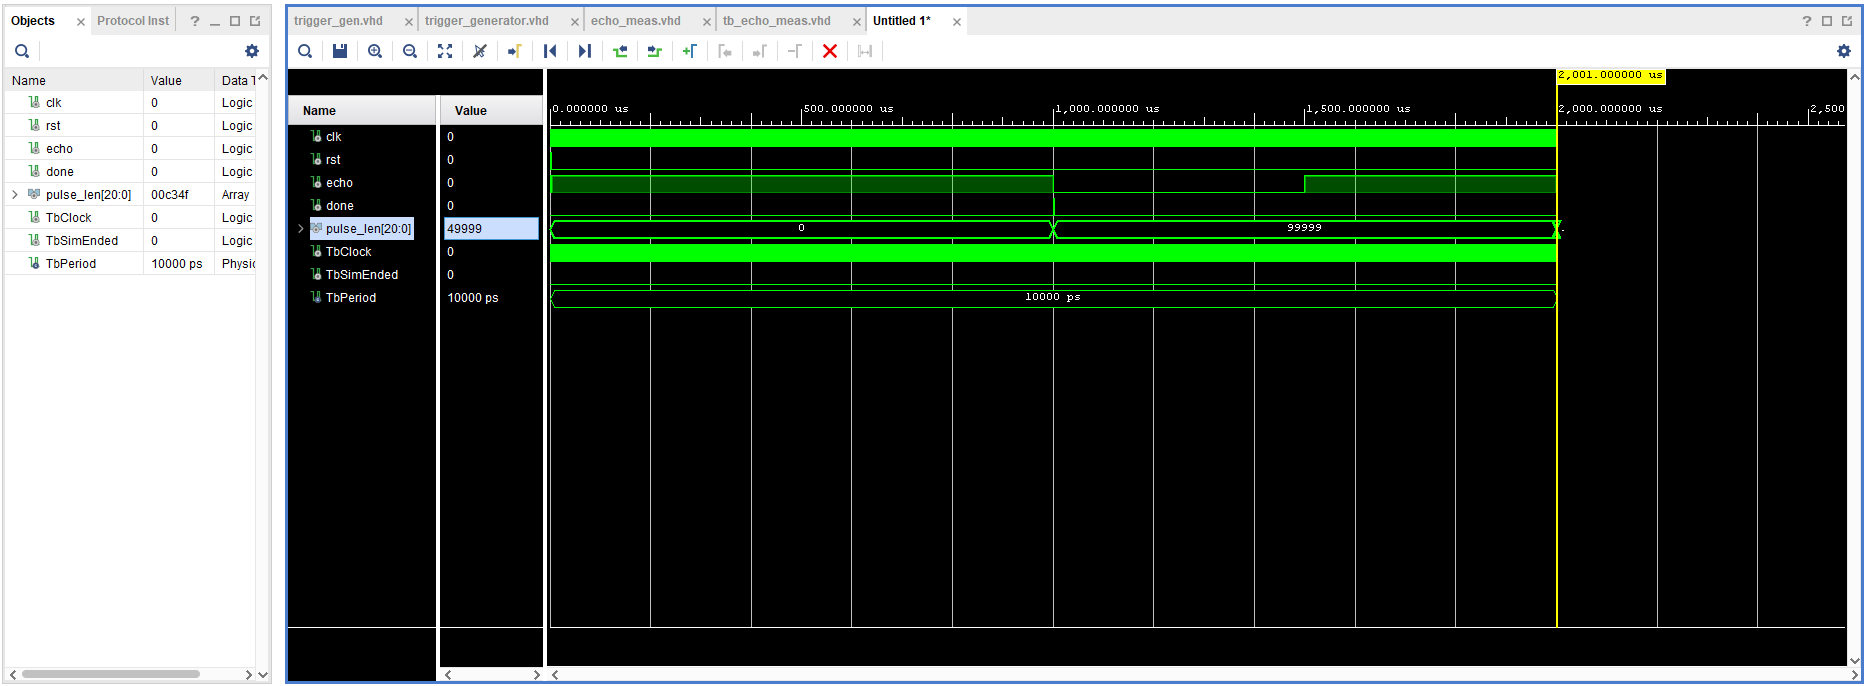 Objects
Protocol Inst
Name Value Data T
clk 0 Logic
rst 0 Logic
echo 0 Logic
done 0 Logic
pulse_len[20:0] 00c34f Array
TbClock 0 Logic
TbSimEnded 0 Logic
TbPeriod 10000 ps Physic
trigger_gen.vhd trigger_generator.vhd echo_meas.vhd tb_echo_meas.vhd Untitled 1*
2,001.000000 us
0.000000 us 500.000000 us 1,000.000000 us 1,500.000000 us 2,000.000000 us 2,500
Name Value
clk 0
rst 0
echo 0
done 0
pulse_len[20:0] 49999 0 99999
TbClock 0
TbSimEnded 0
TbPeriod 10000 ps 10000 ps